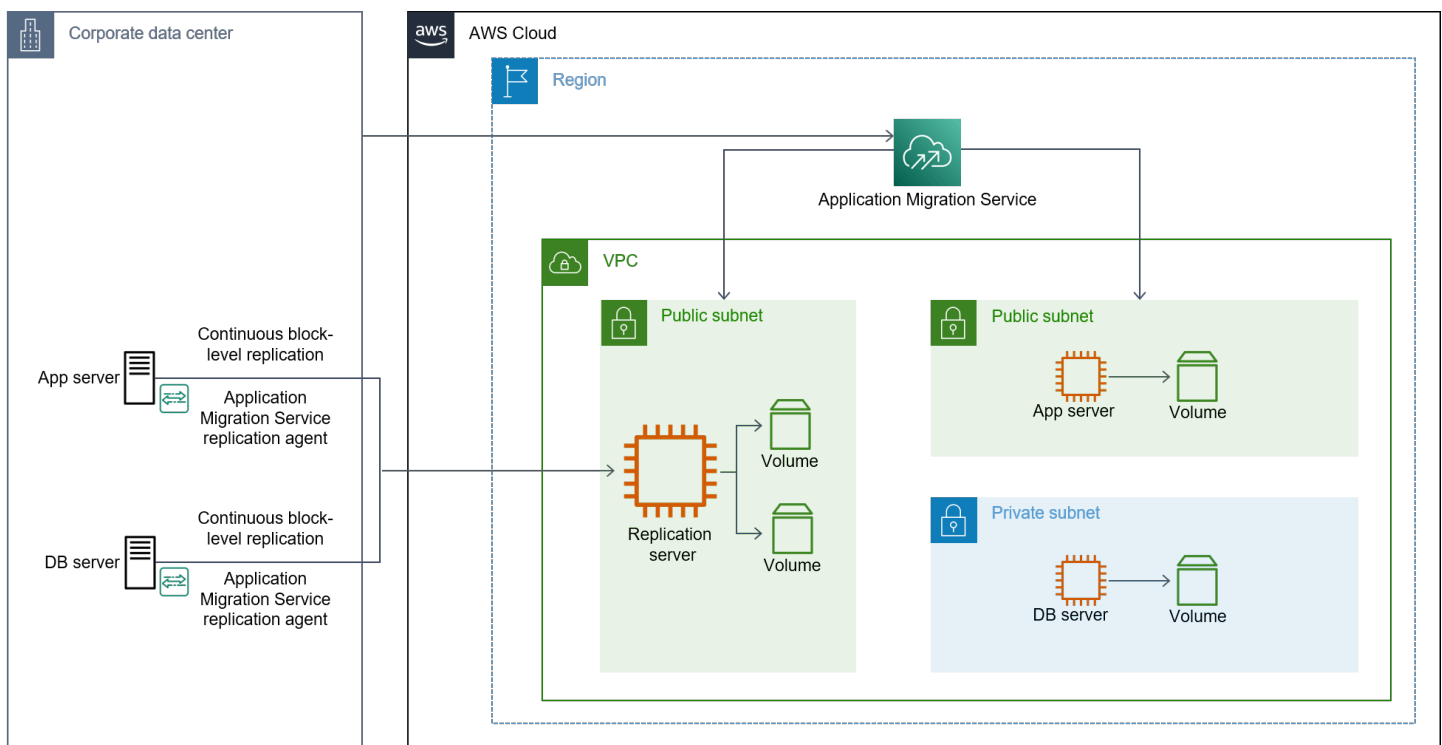 Corporate data center
aws
AWS Cloud
Region
Application Migration Service
VPC
Public subnet
Public subnet
Continuous block-
level replication
App server
Application
Migration Service
replication agent
App server
Volume
Volume
Replication
server
Volume
Continuous block-
level replication
DB server
Application
Migration Service
replication agent
Private subnet
DB server
Volume